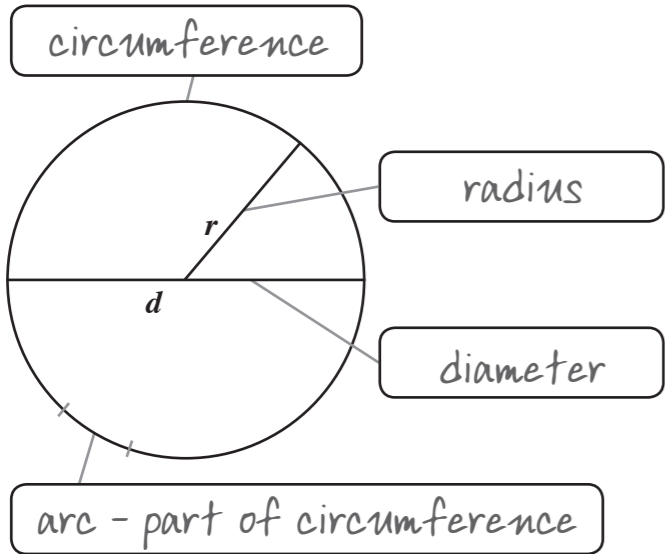 circumference
radius
r
d
diameter
arc - part of circumference